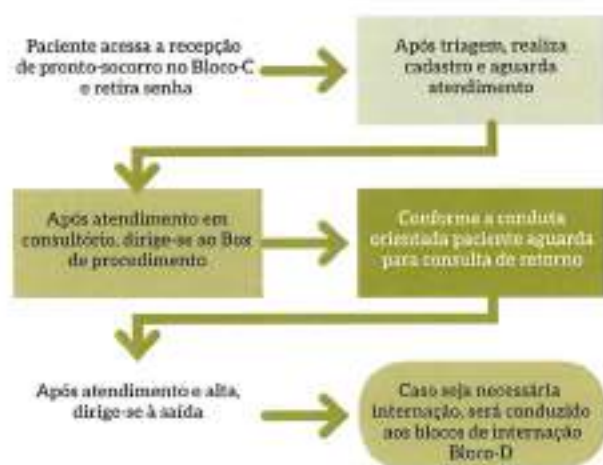 Paciente acessa a recepção
de pronto-socorro no Bloco-C
e retira senha
Após triagem, realiza
cadastro e aguarda
atendimento
Após atendimento em
consultório, dirige-se ao Box
de procedimento
Conforme a conduta
orientada paciente aguarda
para consulta de retorno
Após atendimento e alta,
dirige-se à saída
Caso seja necessária
internação, será conduzido
aos blocos de internação
Bloco-D